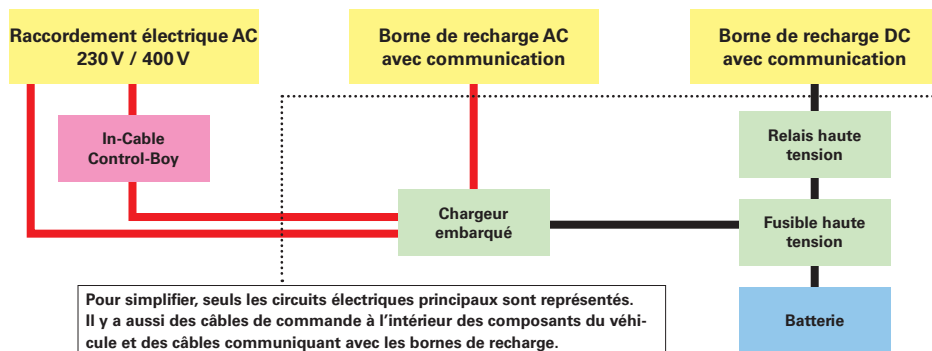 Raccordement électrique AC
230 V / 400 V
Borne de recharge AC
avec communication
Borne de recharge DC
avec communication
In-Cable
Control-Boy
Relais haute
tension
Chargeur
embarqué
Fusible haute
tension
Batterie
Pour simplifier, seuls les circuits électriques principaux sont représentés.
Il y a aussi des câbles de commande à l'intérieur des composants du véhi-
cule et des câbles communiquant avec les bornes de recharge.